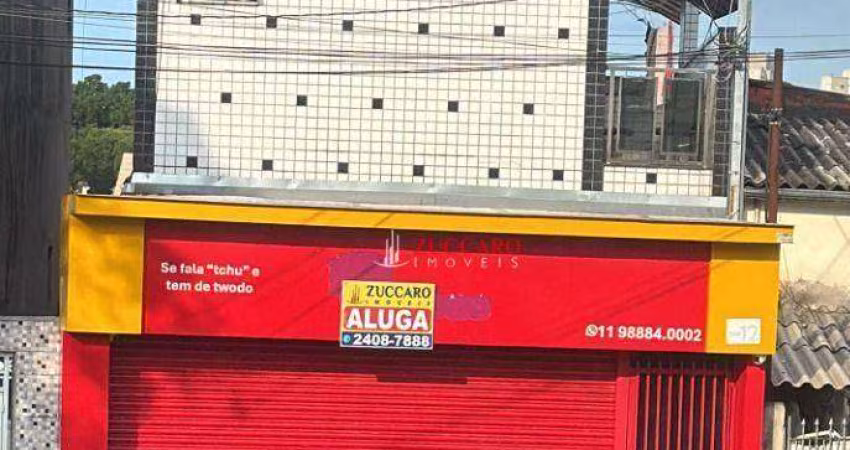 Se fala "tchu" e
tem de twodo
ZUCCARO
IMÓVEIS
ZUCCARO
IMÓVEIS
ALUGA
2408-7888
11 98884.0002
12